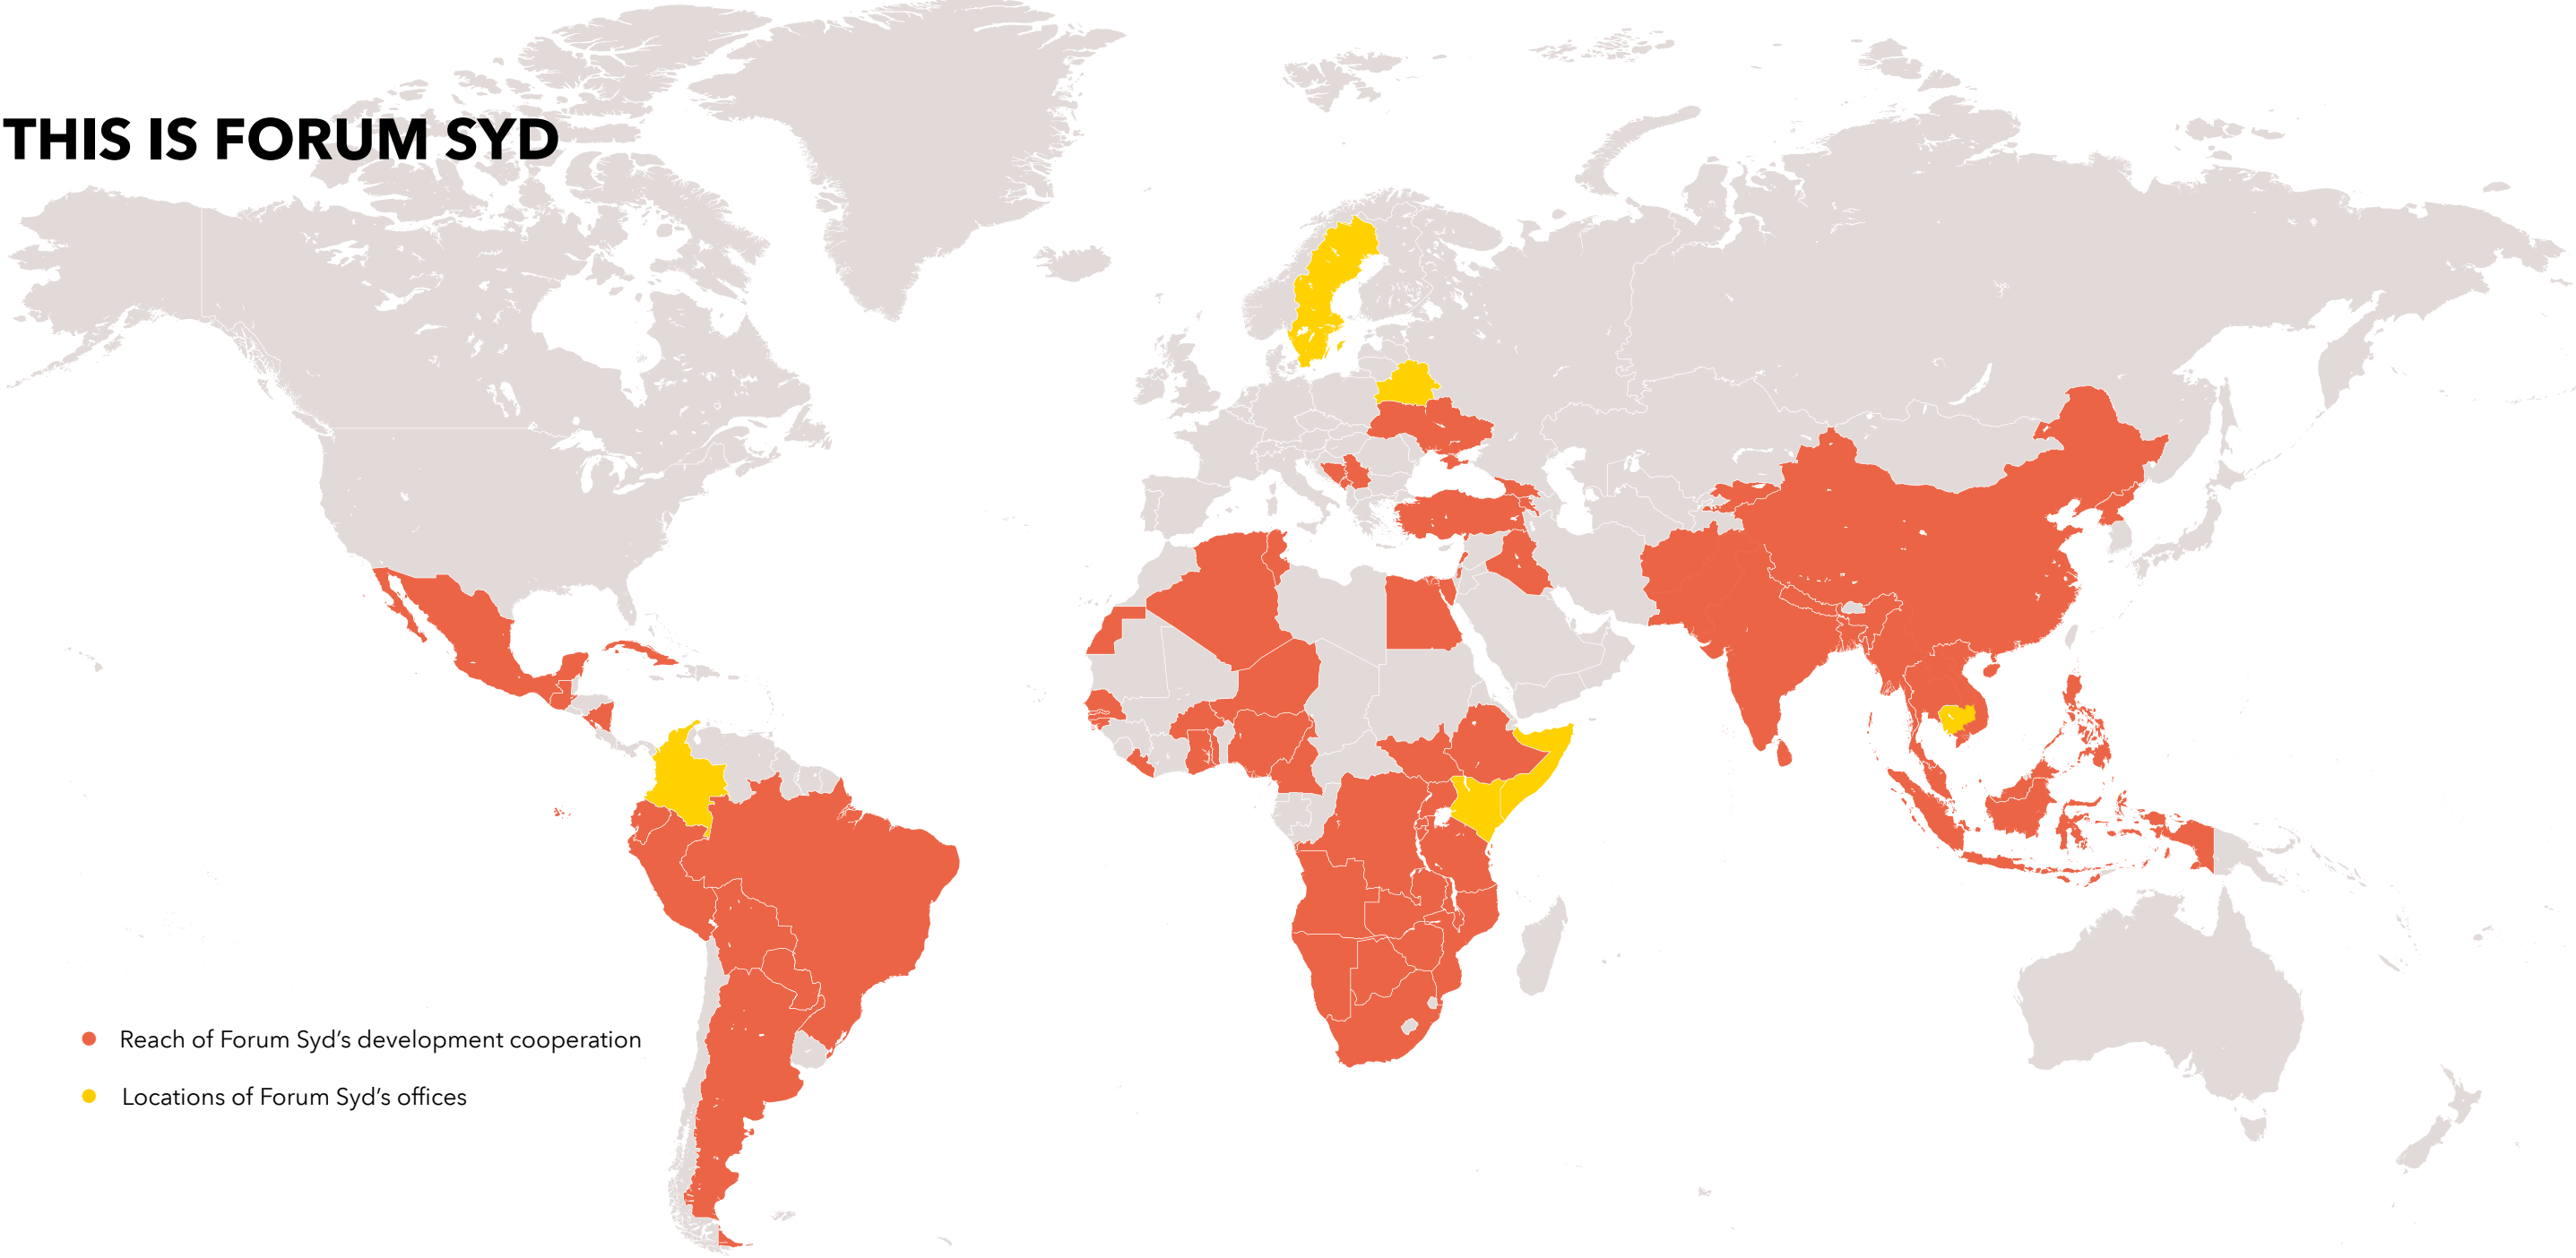 THIS IS FORUM SYD
Reach of Forum Syd’s development cooperation
Locations of Forum Syd’s offices